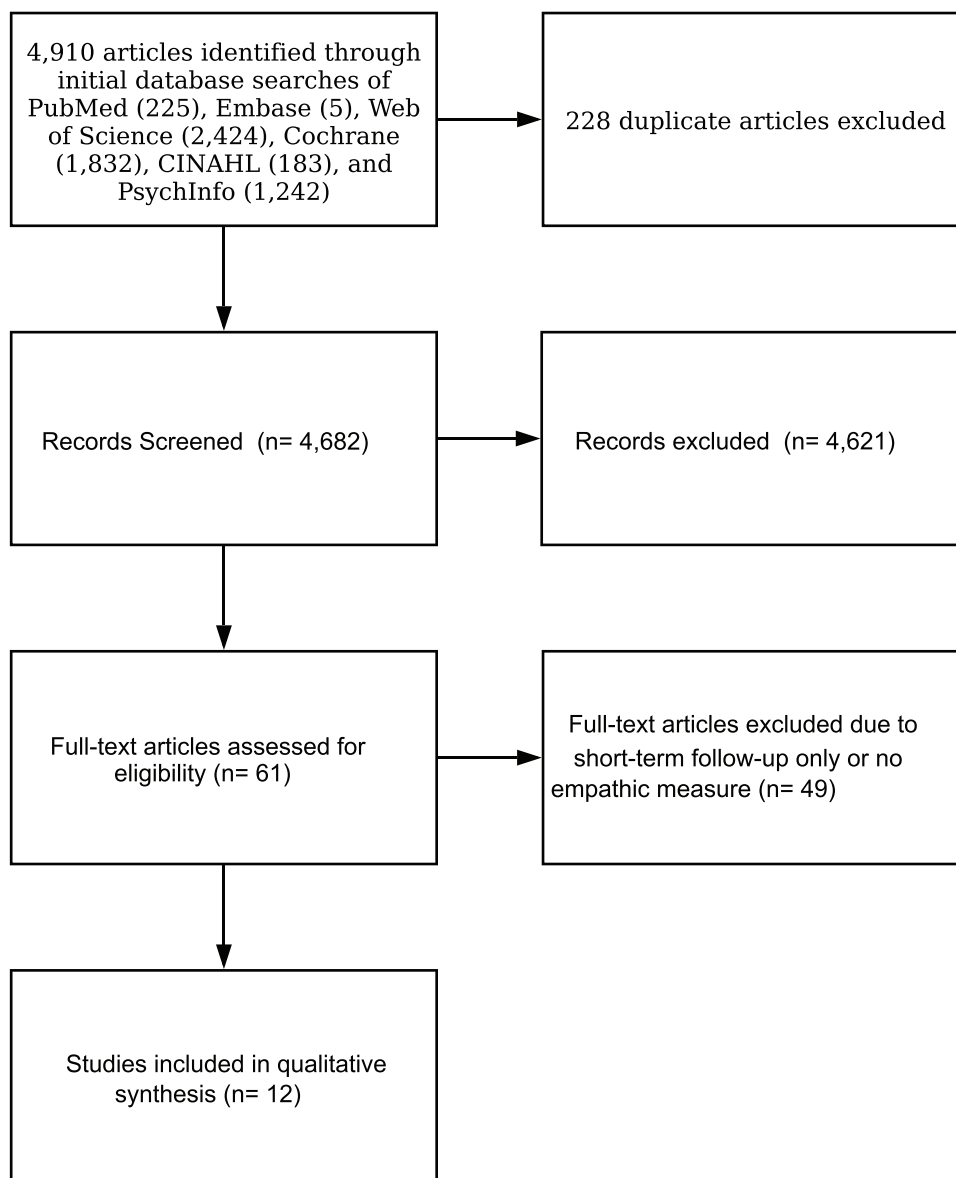 4,910 articles identified through
initial database searches of
PubMed (225), Embase (5), Web
of Science (2,424), Cochrane
(1,832), CINAHL (183), and
PsychInfo (1,242)
228 duplicate articles excluded
Records Screened (n= 4,682)
Records excluded (n= 4,621)
Full-text articles assessed for
eligibility (n= 61)
Full-text articles excluded due to
short-term follow-up only or no
empathic measure (n= 49)
Studies included in qualitative
synthesis (n= 12)